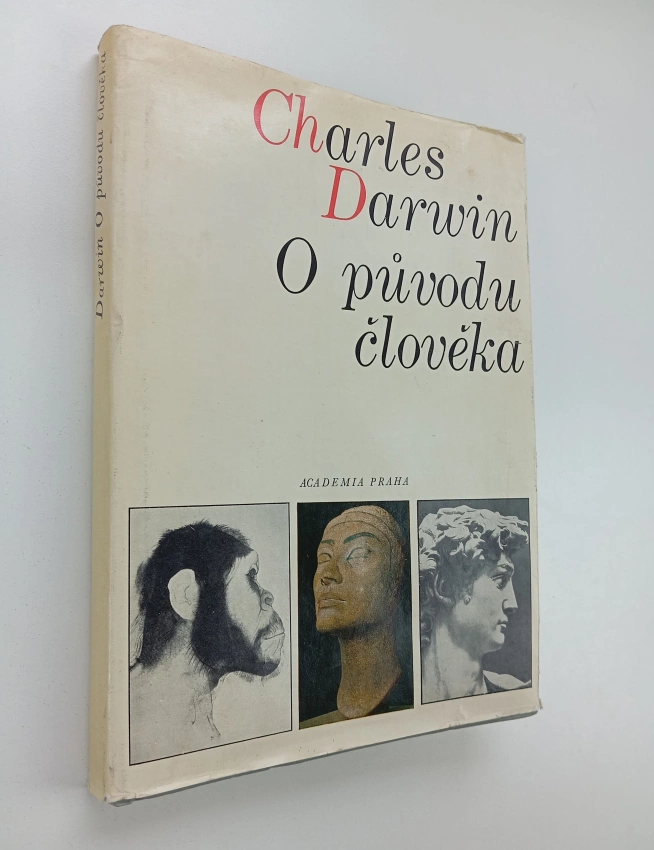 Charles
Darwin
O původu
člověka
ACADEMIA PRAHA
Darwin O původu člověka